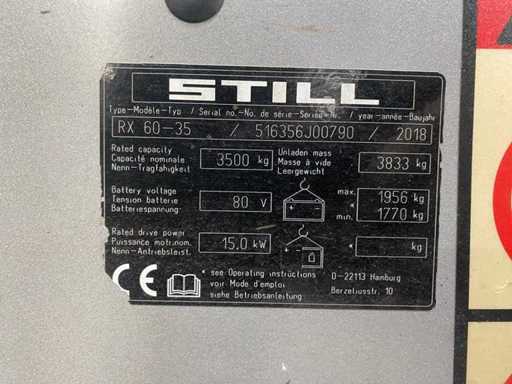 STILL
Type-Modèle-Typ / Serial no.-No. de série-Serien-Nr. / year-année-Baujahr
RX 60-35 / 516356J00790 / 2018
Rated capacity
Capacité nominale
Nenn-Tragfähigkeit
3500 kg
Unladen mass
Masse à vide
Leergewicht
3833 kg
Battery voltage
Tension batterie
Batteriespannung
80 V
max. 1956 kg
*
min. 1770 kg
Rated drive power
Puissance motri.nom.
Nenn-Antriebsleist.
15.0 kW
* kg
CE
* see Operating instructions
voir Mode d'emploi
siehe Betriebsanleitung
D-22113 Hamburg
Berzeliusstr. 10